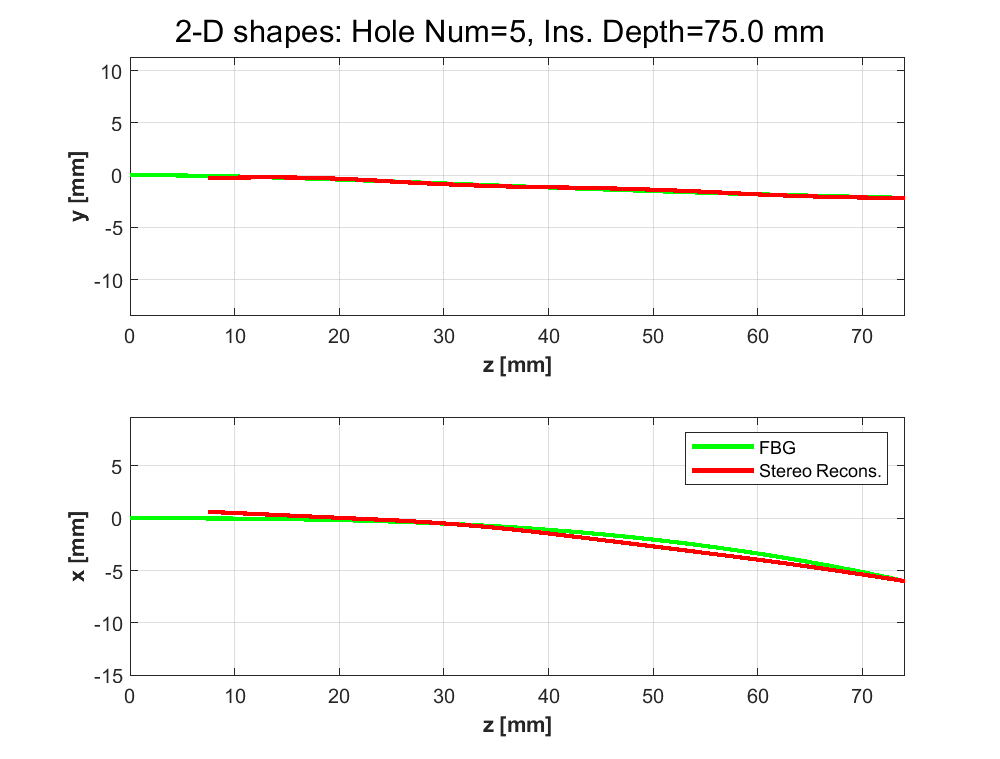 2-D shapes: Hole Num=5, Ins. Depth=75.0 mm
10
5
0
-5
-10
y [mm]
0 10 20 30 40 50 60 70
z [mm]
5
0
-5
-10
-15
x [mm]
FBG
Stereo Recons.
0 10 20 30 40 50 60 70
z [mm]